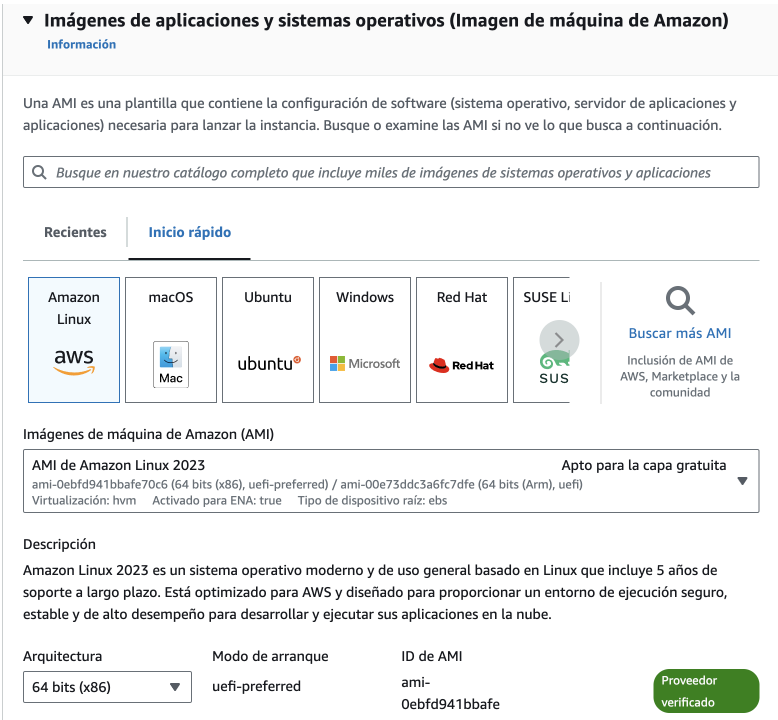 Imágenes de aplicaciones y sistemas operativos (Imagen de máquina de Amazon)
Información
Una AMI es una plantilla que contiene la configuración de software (sistema operativo, servidor de aplicaciones y
aplicaciones) necesaria para lanzar la instancia. Busque o examine las AMI si no ve lo que busca a continuación.
Busque en nuestro catálogo completo que incluye miles de imágenes de sistemas operativos y aplicaciones
Recientes
Inicio rápido
Amazon
Linux
aws
macOS
Mac
Ubuntu
ubuntu
Windows
Microsoft
Red Hat
Red Hat
SUSE Li
SUS
Buscar más AMI
Inclusión de AMI de
AWS, Marketplace y la
comunidad
Imágenes de máquina de Amazon (AMI)
AMI de Amazon Linux 2023 Apto para la capa gratuita
ami-0ebfd941bbafe70c6 (64 bits (x86), uefi-preferred) / ami-00e73ddc3a6fc7dfe (64 bits (Arm), uefi)
Virtualización: hvm Activado para ENA: true Tipo de dispositivo raíz: ebs
Descripción
Amazon Linux 2023 es un sistema operativo moderno y de uso general basado en Linux que incluye 5 años de
soporte a largo plazo. Está optimizado para AWS y diseñado para proporcionar un entorno de ejecución seguro,
estable y de alto desempeño para desarrollar y ejecutar sus aplicaciones en la nube.
Arquitectura
64 bits (x86)
Modo de arranque
uefi-preferred
ID de AMI
ami-
0ebfd941bbafe
Proveedor
verificado